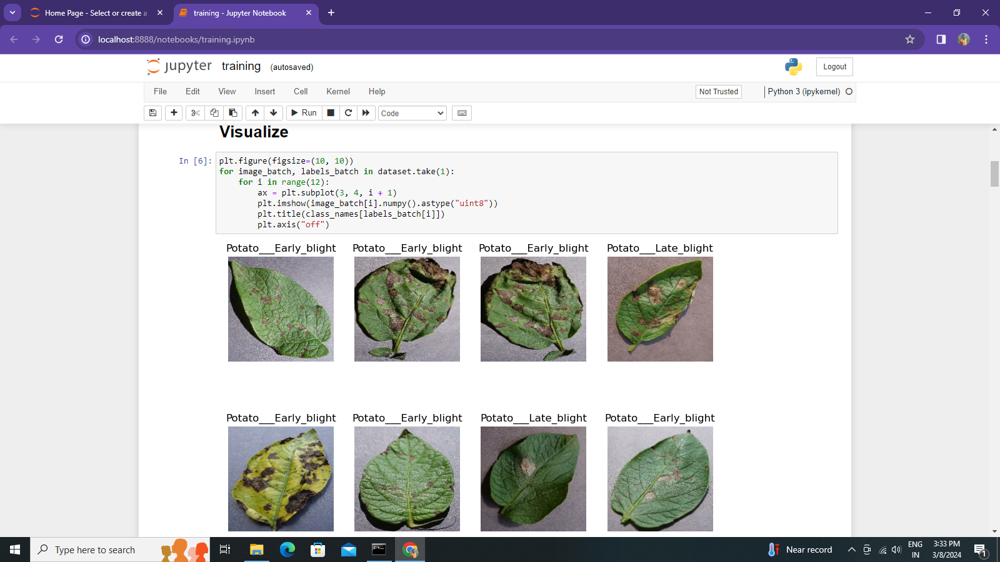 Home Page - Select or create a
training - Jupyter Notebook
localhost:8888/notebooks/training.ipynb
jupyter training (autosaved)
Logout
File Edit View Insert Cell Kernel Help
Not Trusted
Python 3 (ipykernel)
Run
Code
Visualize
In [6]:
plt.figure(figsize=(10, 10))
for image_batch, labels_batch in dataset.take(1):
    for i in range(12):
        ax = plt.subplot(3, 4, i + 1)
        plt.imshow(image_batch[i].numpy().astype("uint8"))
        plt.title(class_names[labels_batch[i]])
        plt.axis("off")
Potato___Early_blight Potato___Early_blight Potato___Early_blight Potato___Late_blight
Potato___Early_blight Potato___Early_blight Potato___Late_blight Potato___Early_blight
Type here to search
Near record
ENG
IN
3:33 PM
3/8/2024
1